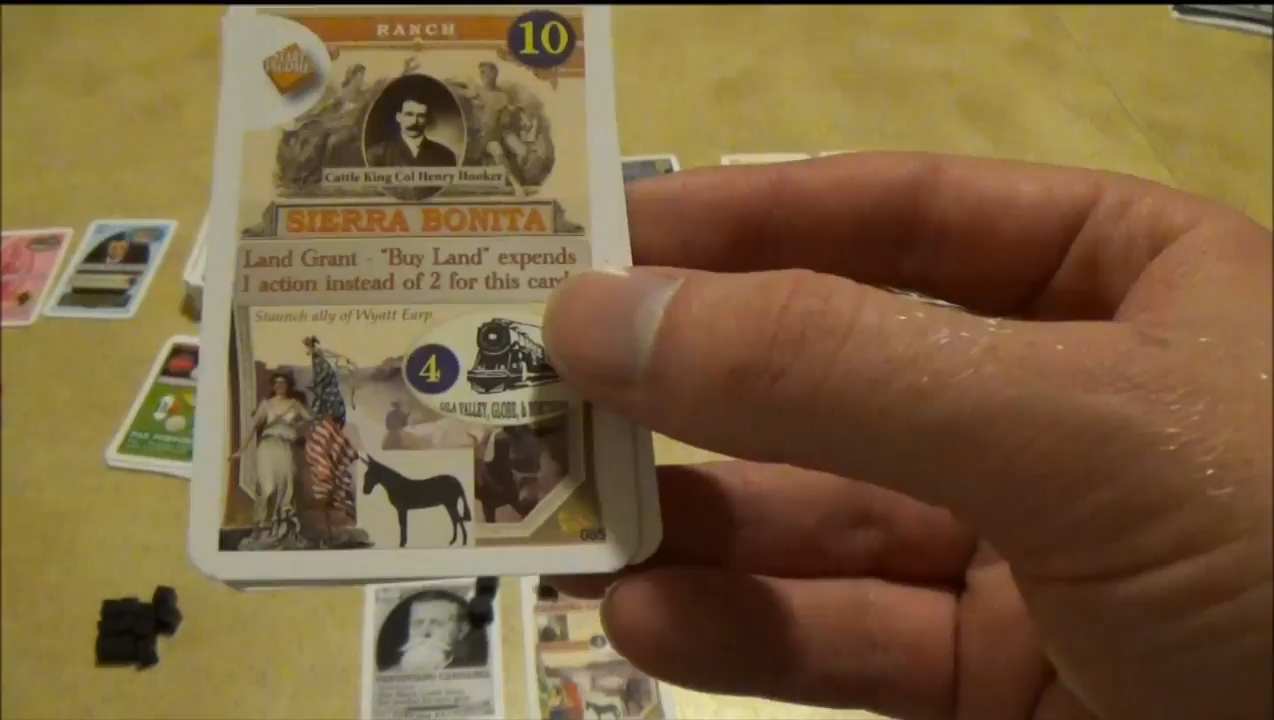 RANCH
10
Cattle King Col Henry Hooker
SIERRA BONITA
Land Grant - "Buy Land" expends
1 action instead of 2 for this card
Staunch ally of Wyatt Earp
4
VALLEY, GLOBE, &
085